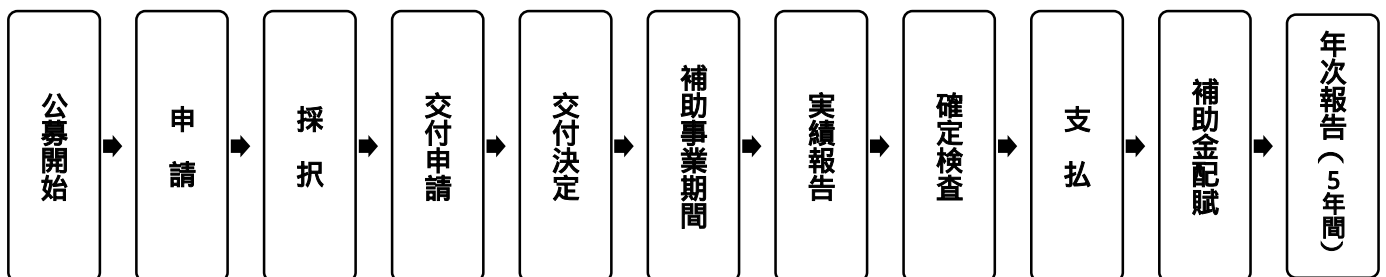 公募開始
申請
採択
交付申請
交付決定
補助事業期間
実績報告
確定検査
支払
補助金配賦
年次報告（5年間）